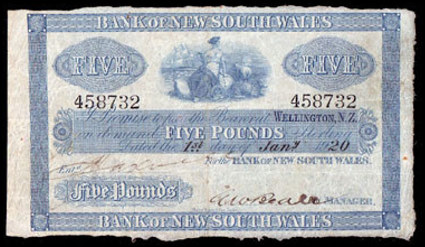 BANK OF NEW SOUTH WALES
FIVE FIVE
458732 458732
I Promise to pay the Bearer WELLINGTON, N.Z.
on demand FIVE POUNDS Sterling
Dated the 1st day of Jany 1920
For the BANK OF NEW SOUTH WALES.
Entd
Five Pounds MANAGER.
BANK OF NEW SOUTH WALES